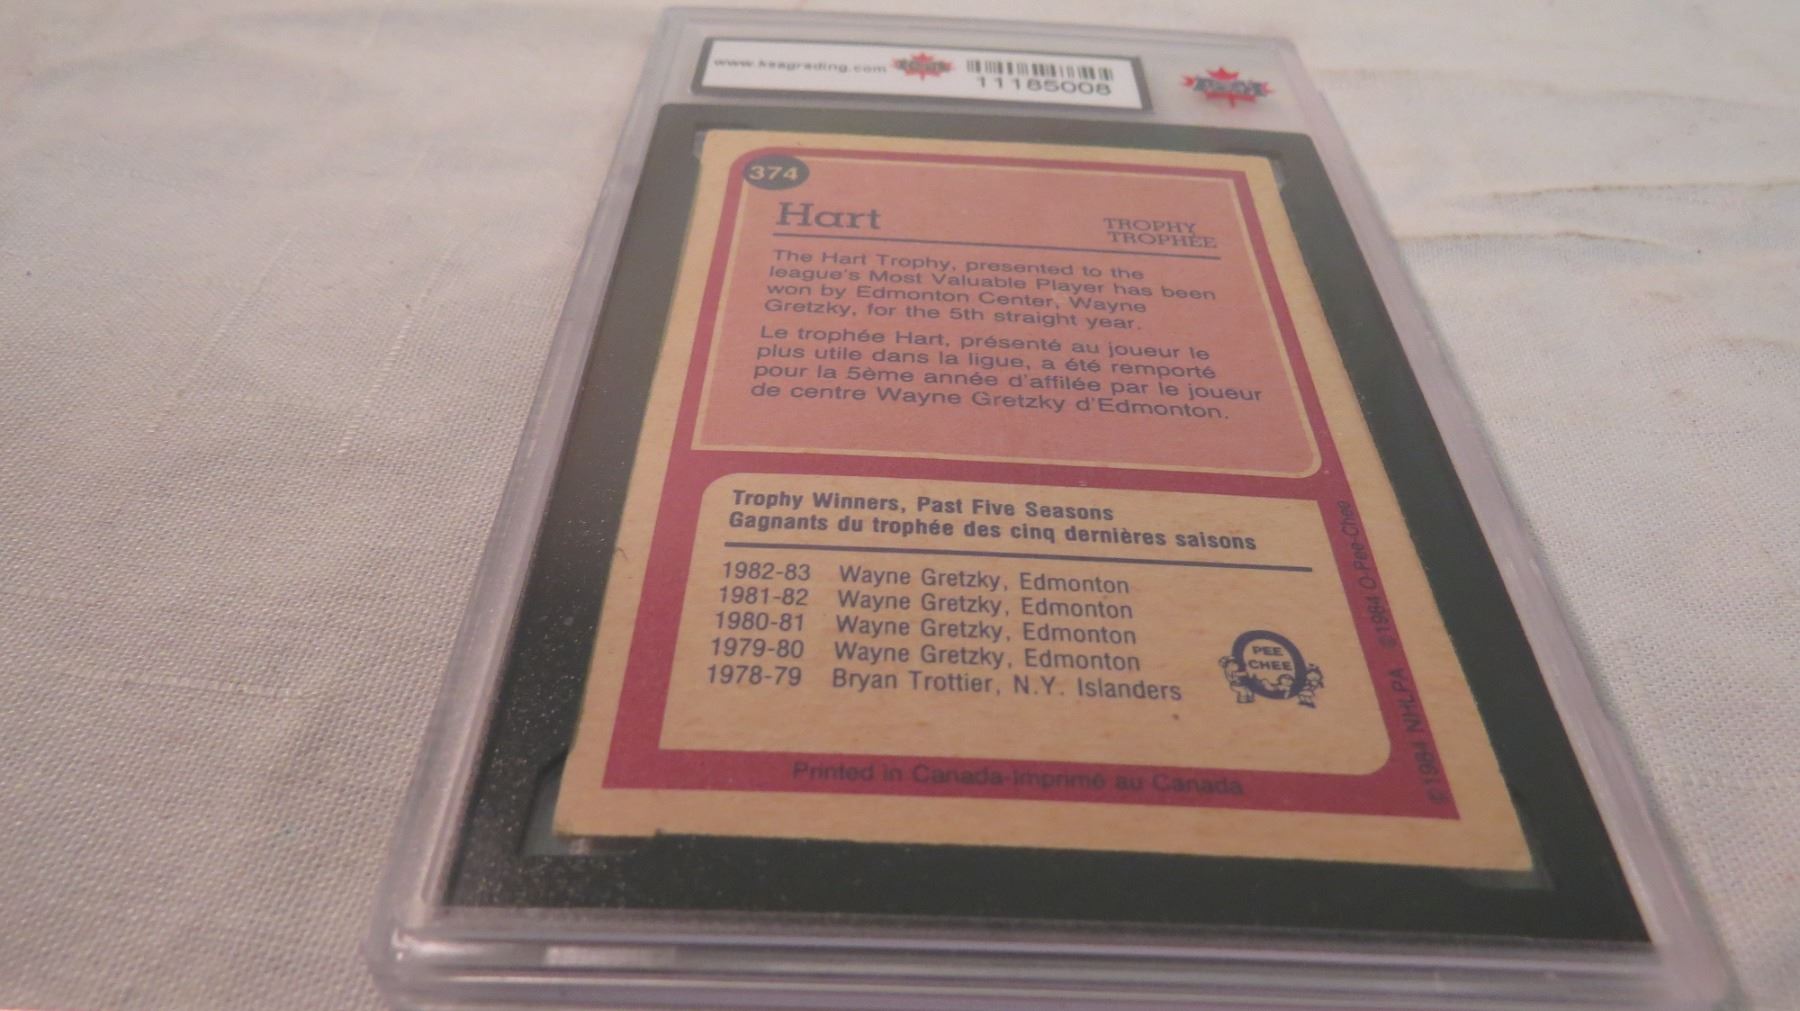 www.ksagrading.com
11185008
374
Hart
TROPHY
TROPHÉE
The Hart Trophy, presented to the
league's Most Valuable Player has been
won by Edmonton Center, Wayne
Gretzky, for the 5th straight year.
Le trophée Hart, présenté au joueur le
plus utile dans la ligue, a été remporté
pour la 5ème année d'affilée par le joueur
de centre Wayne Gretzky d'Edmonton.
Trophy Winners, Past Five Seasons
Gagnants du trophée des cinq dernières saisons
1982-83 Wayne Gretzky, Edmonton
1981-82 Wayne Gretzky, Edmonton
1980-81 Wayne Gretzky, Edmonton
1979-80 Wayne Gretzky, Edmonton
1978-79 Bryan Trottier, N.Y. Islanders
PEE
CHEE
Printed in Canada-Imprimé au Canada
©1984 NHLPA ©1984 O-Pee-Chee